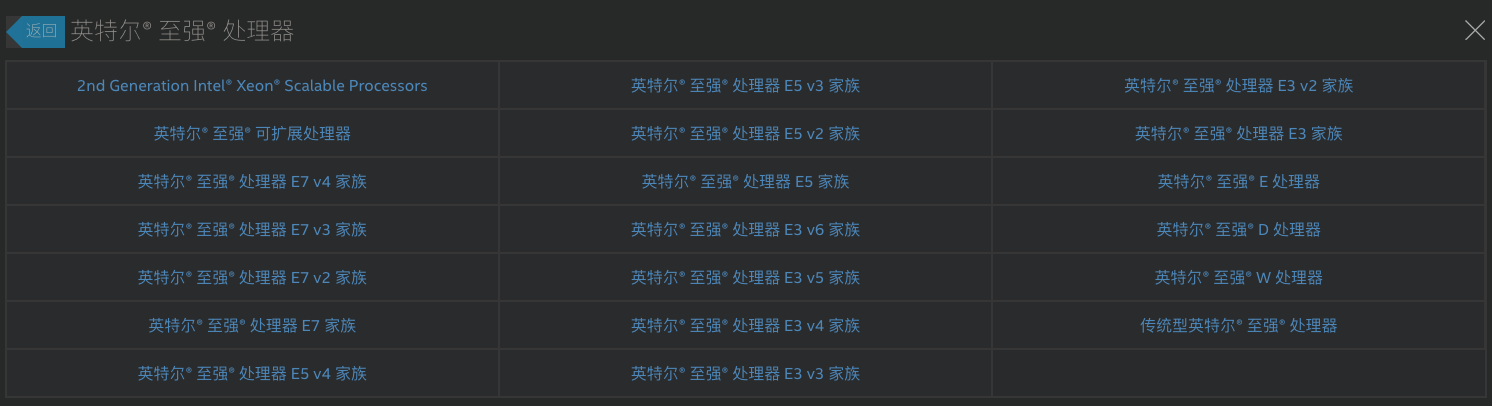 返回 英特尔® 至强® 处理器
2nd Generation Intel® Xeon® Scalable Processors
英特尔® 至强® 处理器 E5 v3 家族
英特尔® 至强® 处理器 E3 v2 家族
英特尔® 至强® 可扩展处理器
英特尔® 至强® 处理器 E5 v2 家族
英特尔® 至强® 处理器 E3 家族
英特尔® 至强® 处理器 E7 v4 家族
英特尔® 至强® 处理器 E5 家族
英特尔® 至强® E 处理器
英特尔® 至强® 处理器 E7 v3 家族
英特尔® 至强® 处理器 E3 v6 家族
英特尔® 至强® D 处理器
英特尔® 至强® 处理器 E7 v2 家族
英特尔® 至强® 处理器 E3 v5 家族
英特尔® 至强® W 处理器
英特尔® 至强® 处理器 E7 家族
英特尔® 至强® 处理器 E3 v4 家族
传统型英特尔® 至强® 处理器
英特尔® 至强® 处理器 E5 v4 家族
英特尔® 至强® 处理器 E3 v3 家族